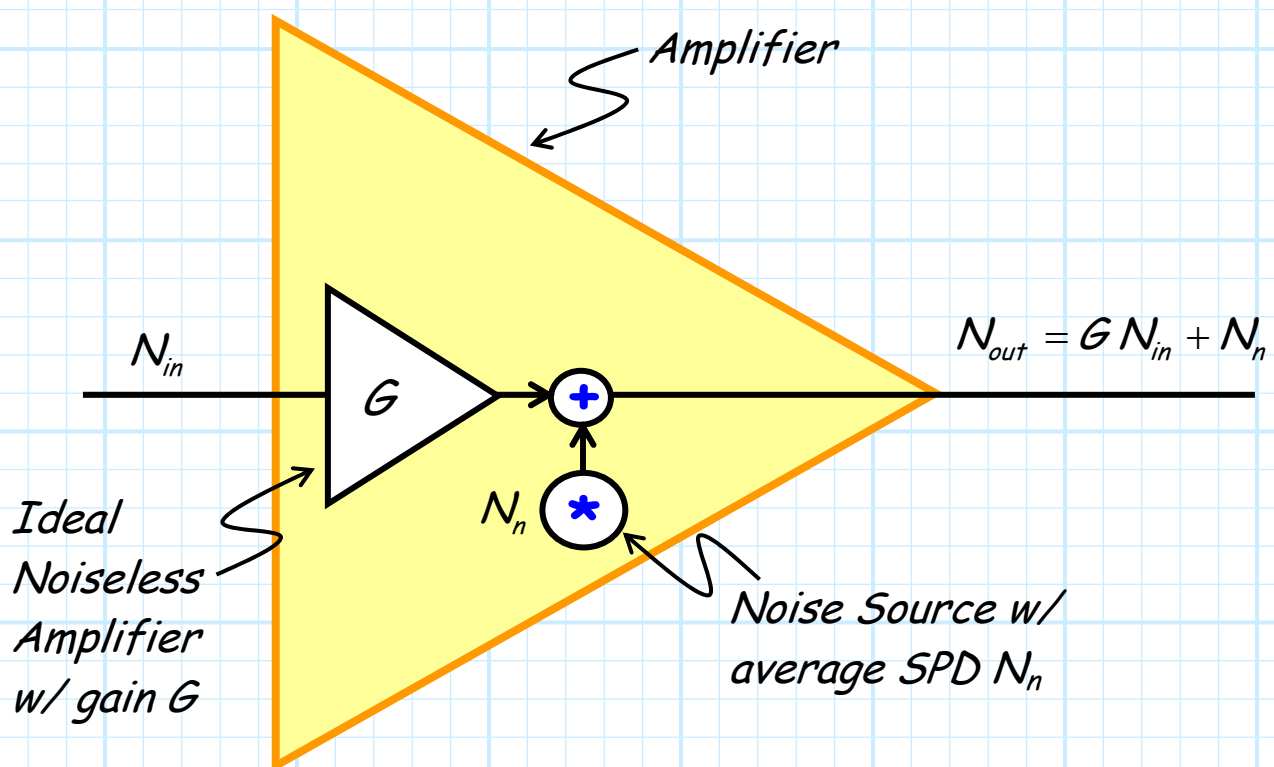 Amplifier
N_in
G
+
N_out = G N_in + N_n
N_n
*
Ideal
Noiseless
Amplifier
w/ gain G
Noise Source w/
average SPD N_n